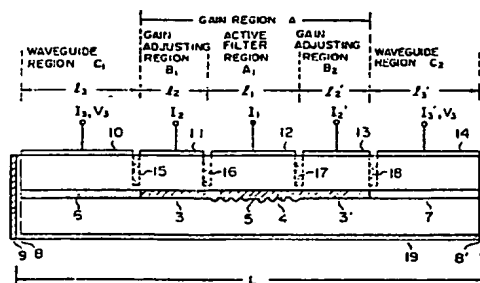 GAIN REGION A
WAVEGUIDE REGION C1
GAIN ADJUSTING REGION B1
ACTIVE FILTER REGION A1
GAIN ADJUSTING REGION B2
WAVEGUIDE REGION C2
ℓ3 ℓ2 ℓ1 ℓ2' ℓ3'
I3, V3 I2 I1 I2' I3', V3
10 11 12 13 14
15 16 17 18
6 3 5 4 3' 7
9 8 19 8'
L